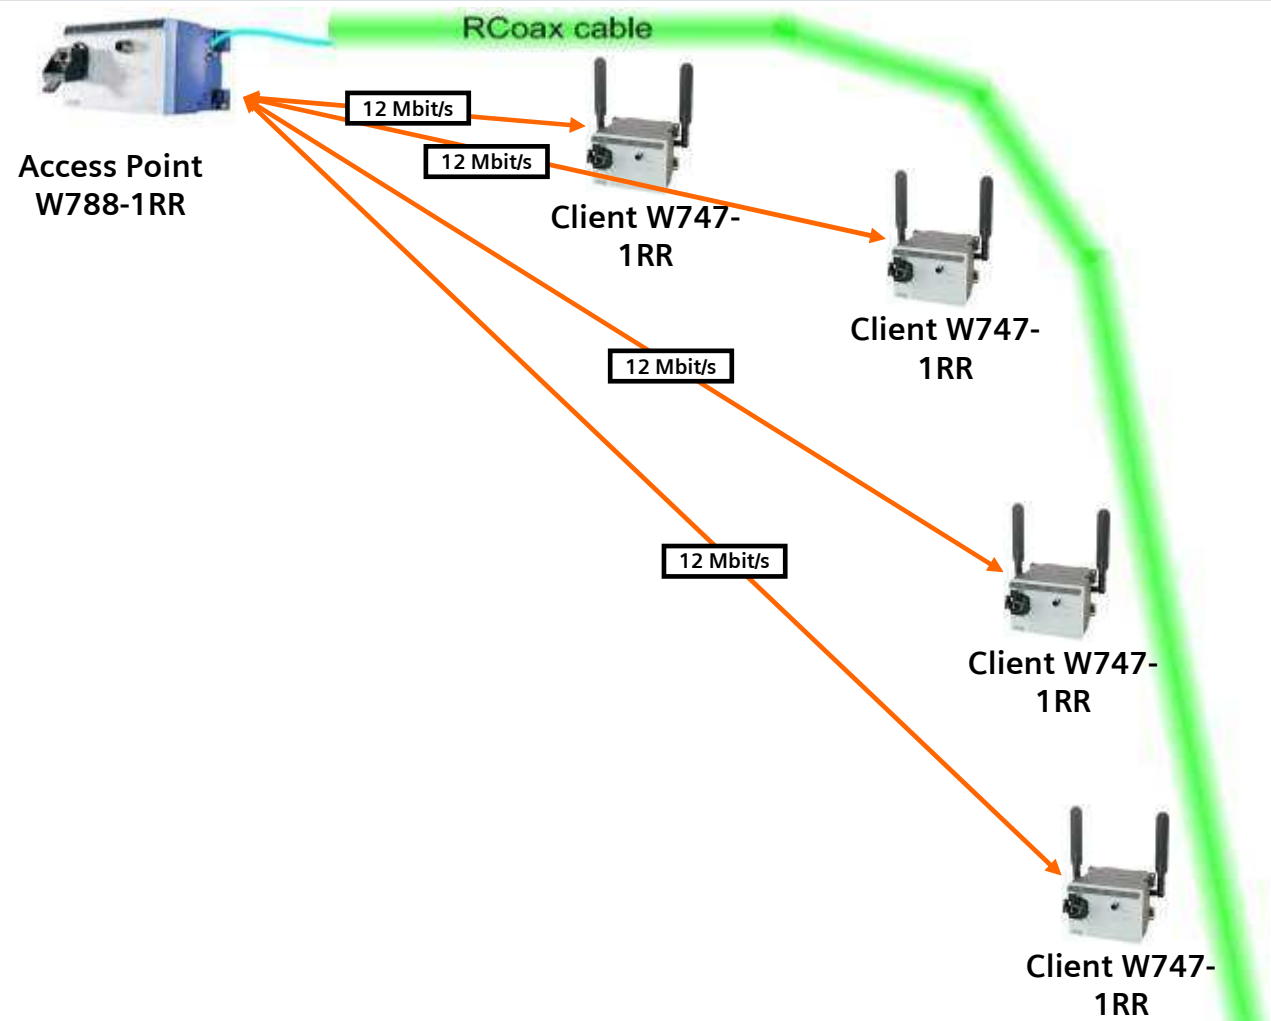 RCoax cable
12 Mbit/s
12 Mbit/s
Access Point
W788-1RR
Client W747-
1RR
Client W747-
1RR
12 Mbit/s
12 Mbit/s
Client W747-
1RR
Client W747-
1RR